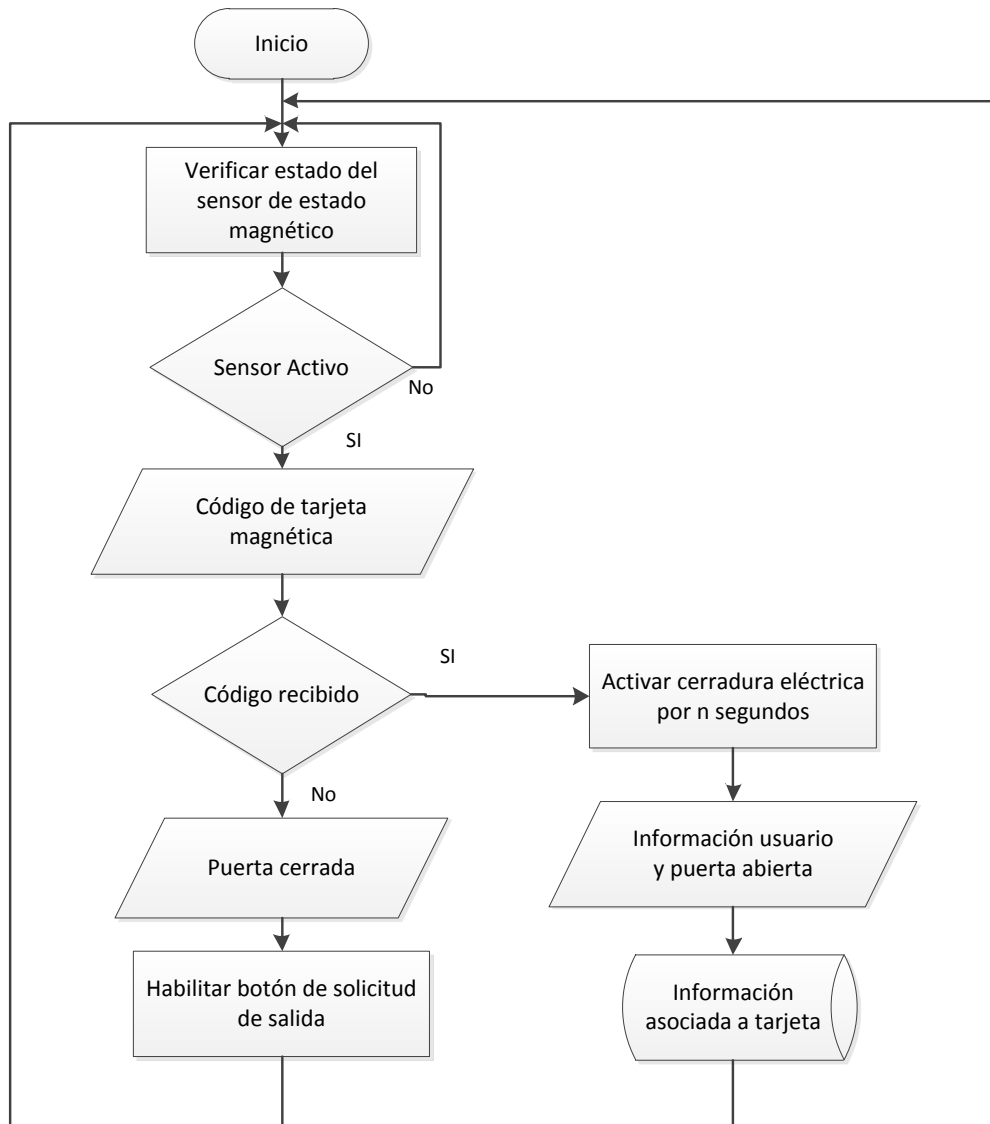 Inicio
Verificar estado del
sensor de estado
magnético
Sensor Activo
No
SI
Código de tarjeta
magnética
Código recibido
SI
No
Activar cerradura eléctrica
por n segundos
Puerta cerrada
Información usuario
y puerta abierta
Habilitar botón de solicitud
de salida
Información
asociada a tarjeta